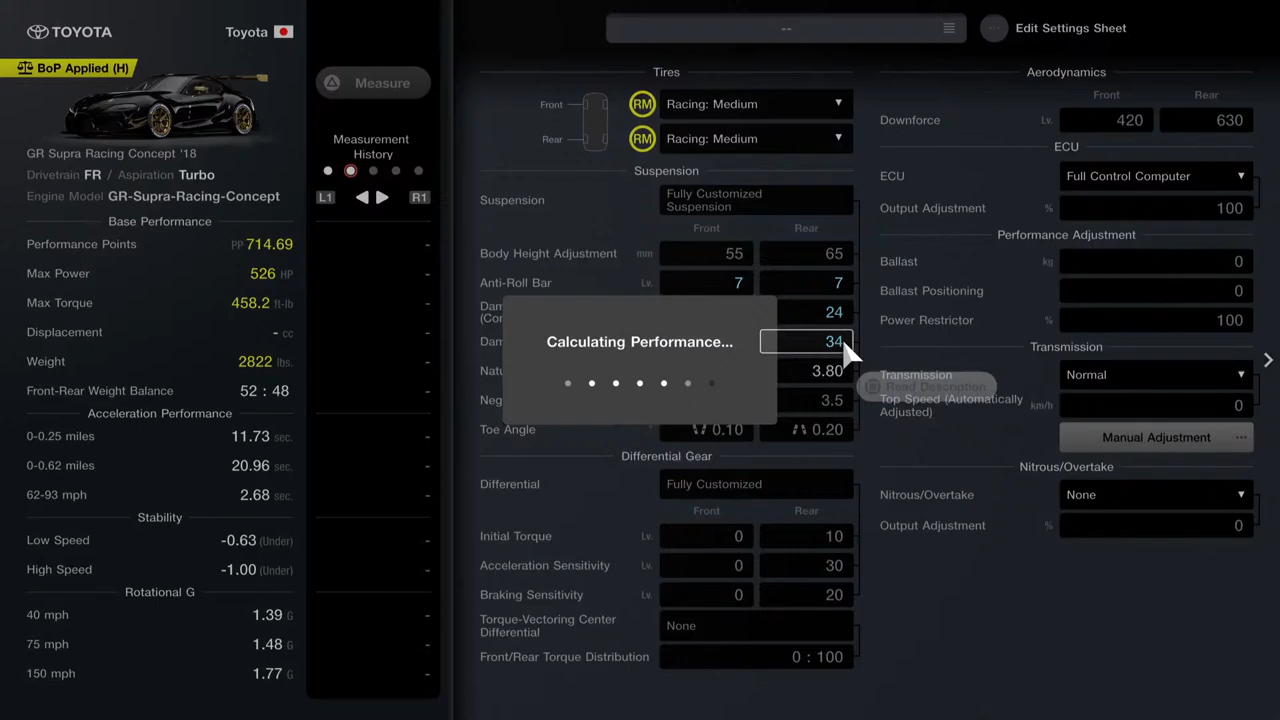 TOYOTA
Toyota
BoP Applied (H)
GR Supra Racing Concept '18
Drivetrain FR / Aspiration Turbo
Engine Model GR-Supra-Racing-Concept
Base Performance
Performance Points PP 714.69
Max Power 526 HP
Max Torque 458.2 ft-lb
Displacement - cc
Weight 2822 lbs.
Front-Rear Weight Balance 52 : 48
Acceleration Performance
0-0.25 miles 11.73 sec.
0-0.62 miles 20.96 sec.
62-93 mph 2.68 sec.
Stability
Low Speed -0.63 (Under)
High Speed -1.00 (Under)
Rotational G
40 mph 1.39 G
75 mph 1.48 G
150 mph 1.77 G
Measure
Measurement
History
L1 R1
-
-
-
-
-
-
-
-
-
-
-
-
-
-
--
Edit Settings Sheet
Tires
Front RM Racing: Medium
Rear RM Racing: Medium
Suspension
Suspension Fully Customized
Suspension
Front Rear
Body Height Adjustment mm 55 65
Anti-Roll Bar Lv. 7 7
24
34
3.80
3.5
Toe Angle 0.10 0.20
Calculating Performance...
Differential Gear
Differential Fully Customized
Front Rear
Initial Torque Lv. 0 10
Acceleration Sensitivity Lv. 0 30
Braking Sensitivity Lv. 0 20
Torque-Vectoring Center
Differential None
Front/Rear Torque Distribution 0 : 100
Aerodynamics
Front Rear
Downforce Lv. 420 630
ECU
ECU Full Control Computer
Output Adjustment % 100
Performance Adjustment
Ballast kg 0
Ballast Positioning 0
Power Restrictor % 100
Transmission
Transmission Normal
Read Description
Top Speed (Automatically
Adjusted) km/h 0
Manual Adjustment
Nitrous/Overtake
Nitrous/Overtake None
Output Adjustment % 0